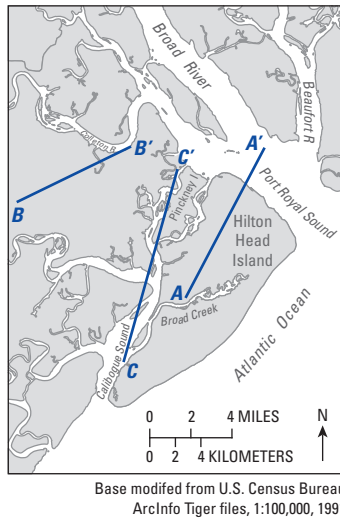 Broad River
Beaufort R
Colleton R
B'
C'
A'
B
Pinckney I
Port Royal Sound
Hilton
Head
Island
A
Broad Creek
Calibogue Sound
C
Atlantic Ocean
0 2 4 MILES
0 2 4 KILOMETERS
N
Base modifed from U.S. Census Bureau
ArcInfo Tiger files, 1:100,000, 199